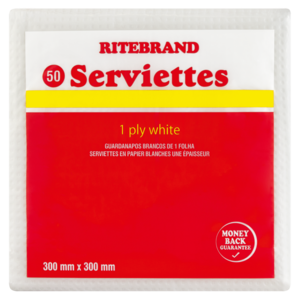 RITEBRAND
50 Serviettes
1 ply white
GUARDANAPOS BRANCOS DE 1 FOLHA
SERVIETTES EN PAPIER BLANCHES UNE ÉPAISSEUR
MONEY
BACK
GUARANTEE
300 mm x 300 mm